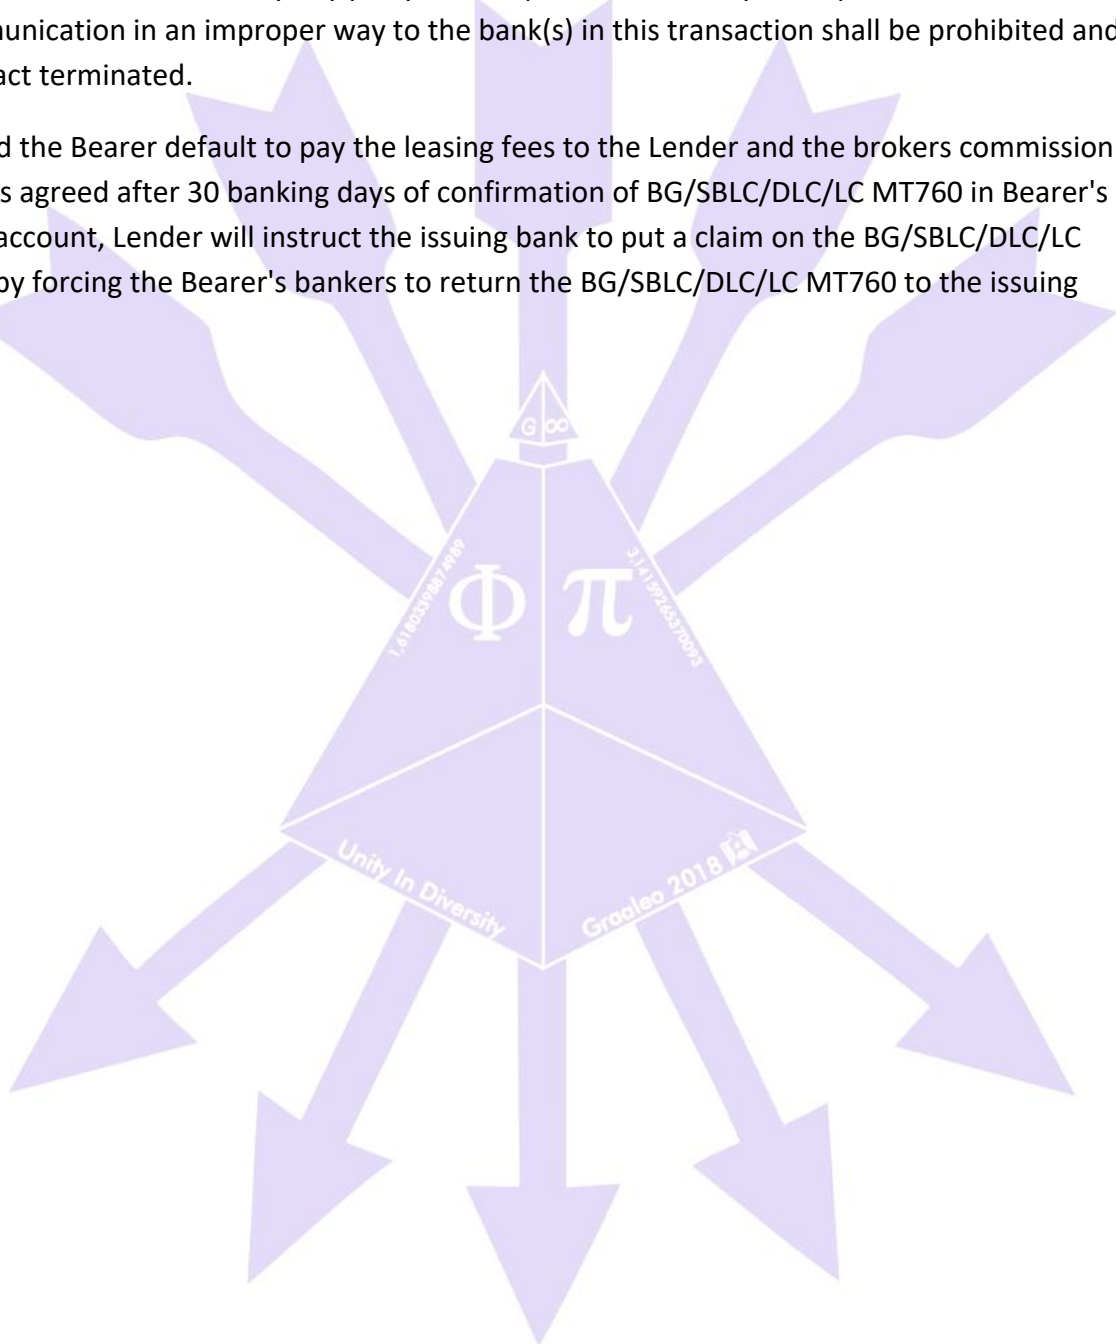 unication in an improper way to the bank(s) in this transaction shall be prohibited and
act terminated.
d the Bearer default to pay the leasing fees to the Lender and the brokers commission
s agreed after 30 banking days of confirmation of BG/SBLC/DLC/LC MT760 in Bearer's
account, Lender will instruct the issuing bank to put a claim on the BG/SBLC/DLC/LC
by forcing the Bearer's bankers to return the BG/SBLC/DLC/LC MT760 to the issuing
G ∞
Φ π
1,61803398874989
3,14159265370093
Unity In Diversity
Graaleo 2018